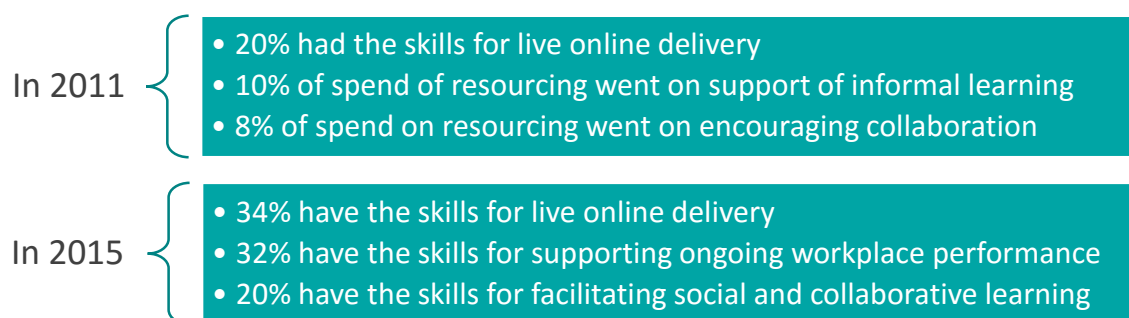 In 2011
• 20% had the skills for live online delivery
• 10% of spend of resourcing went on support of informal learning
• 8% of spend on resourcing went on encouraging collaboration
In 2015
• 34% have the skills for live online delivery
• 32% have the skills for supporting ongoing workplace performance
• 20% have the skills for facilitating social and collaborative learning